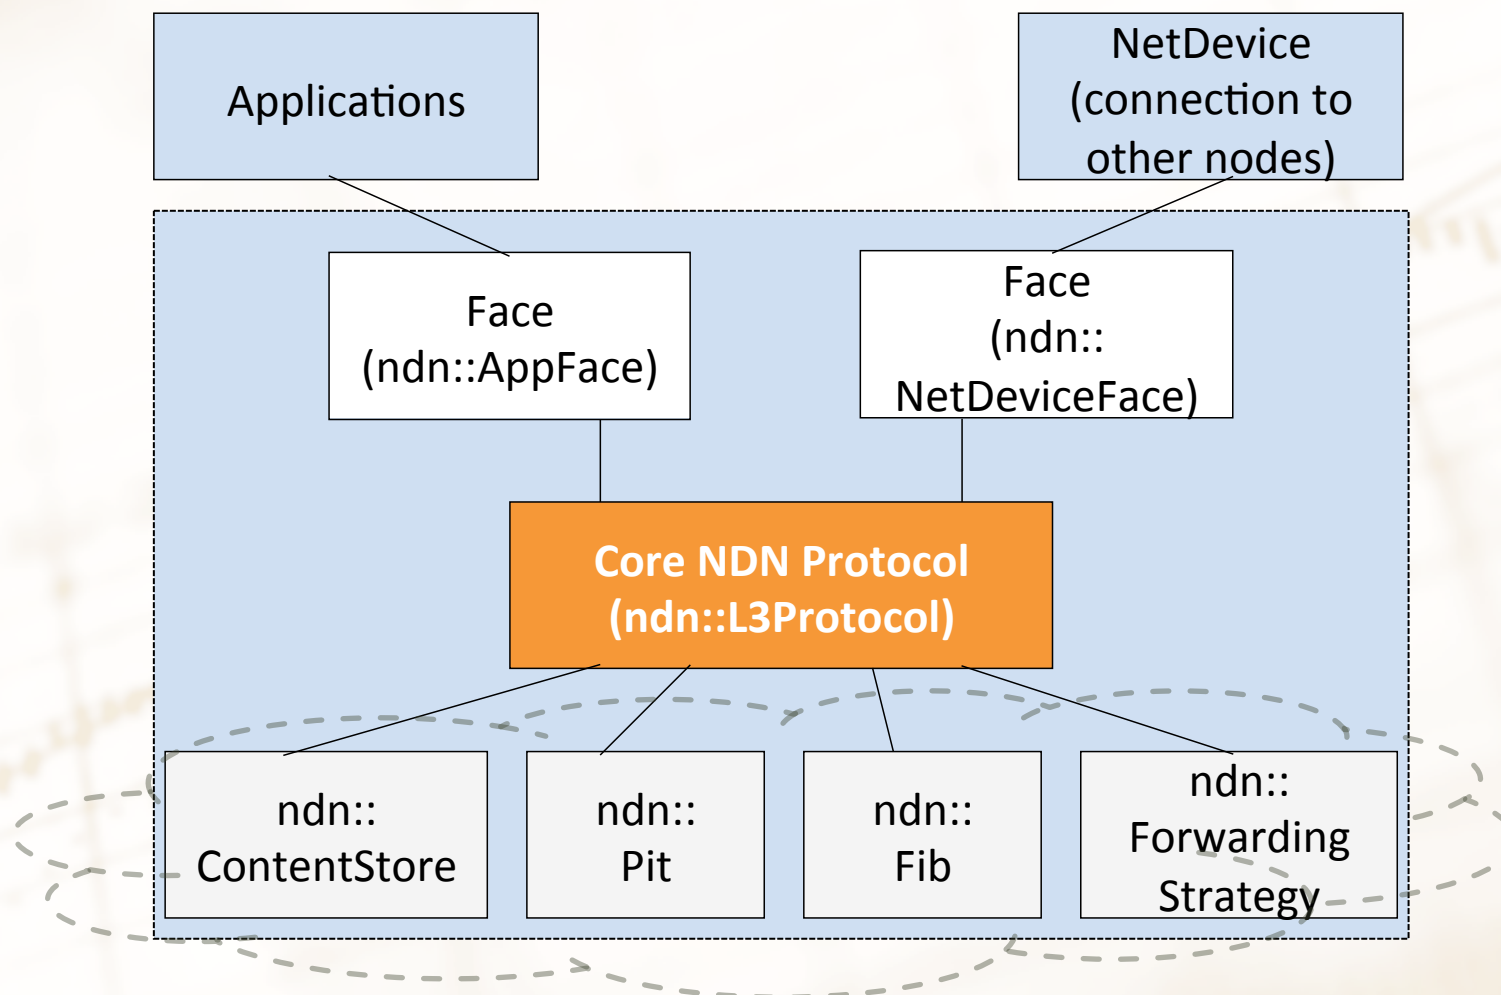 Applications
NetDevice
(connection to
other nodes)
Face
(ndn::AppFace)
Face
(ndn::
NetDeviceFace)
Core NDN Protocol
(ndn::L3Protocol)
ndn::
ContentStore
ndn::
Pit
ndn::
Fib
ndn::
Forwarding
Strategy